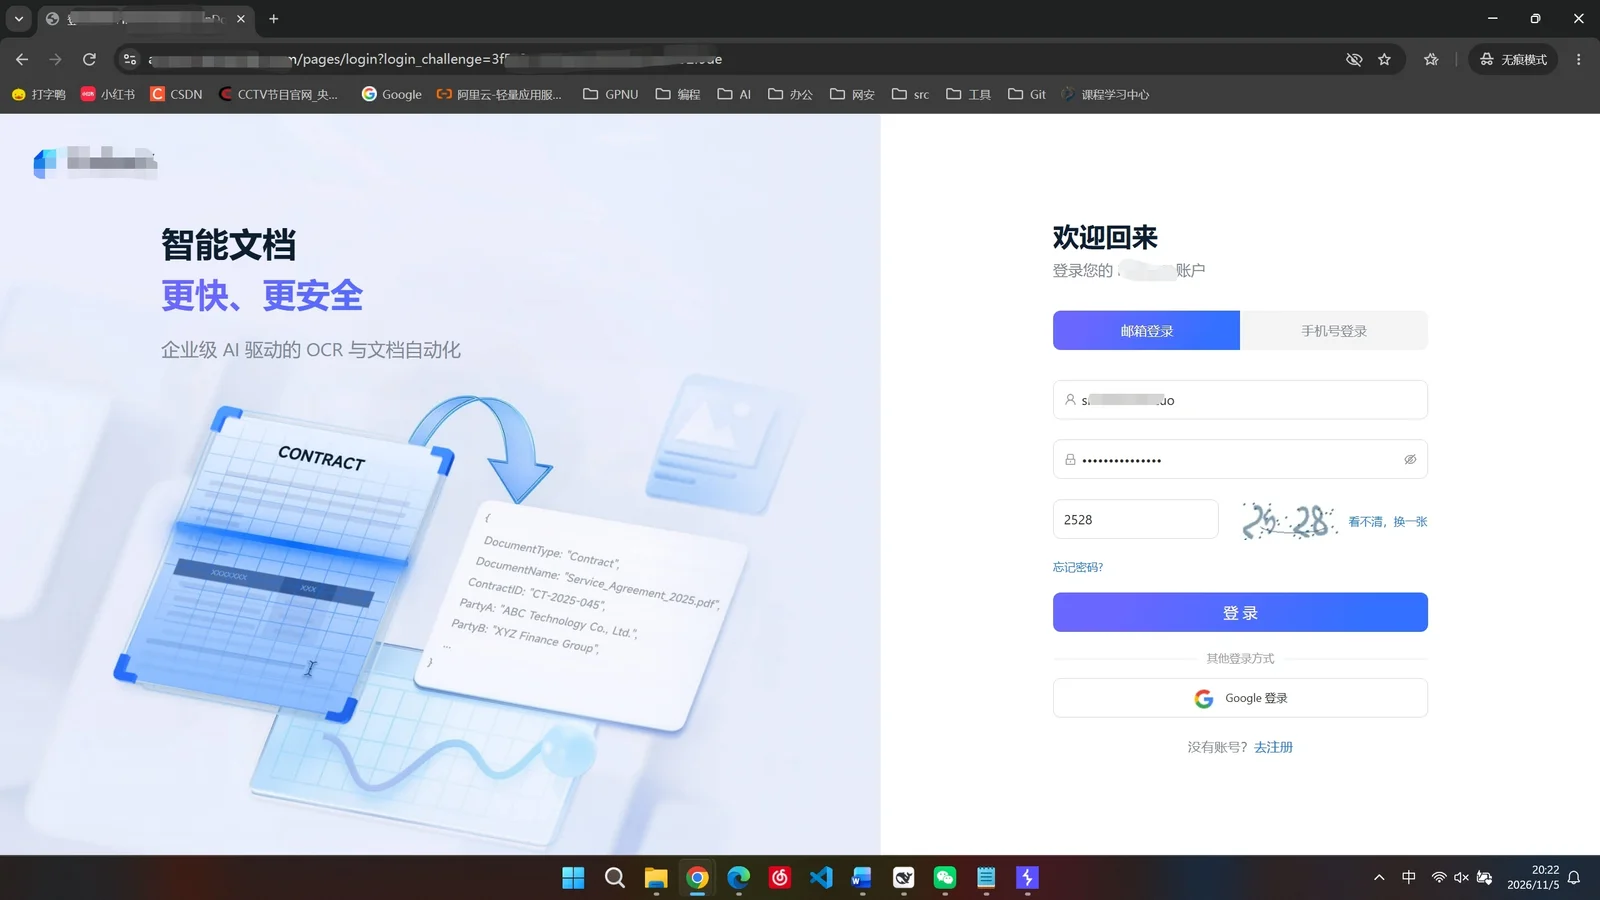 /pages/login?login_challenge=3f
无痕模式
打字鸭
小红书
CSDN
CCTV节目官网_央...
Google
阿里云-轻量应用服...
GPNU
编程
AI
办公
网安
src
工具
Git
课程学习中心
智能文档
更快、更安全
企业级 AI 驱动的 OCR 与文档自动化
CONTRACT
XXXXXXXX
XXX
{
DocumentType: "Contract",
DocumentName: "Service_Agreement_2025.pdf",
ContractID: "CT-2025-045",
PartyA: "ABC Technology Co., Ltd.",
PartyB: "XYZ Finance Group",
...
}
欢迎回来
登录您的
账户
邮箱登录
手机号登录
2528
2528
看不清，换一张
忘记密码?
登 录
其他登录方式
Google 登录
没有账号? 去注册
中
20:22
2026/11/5